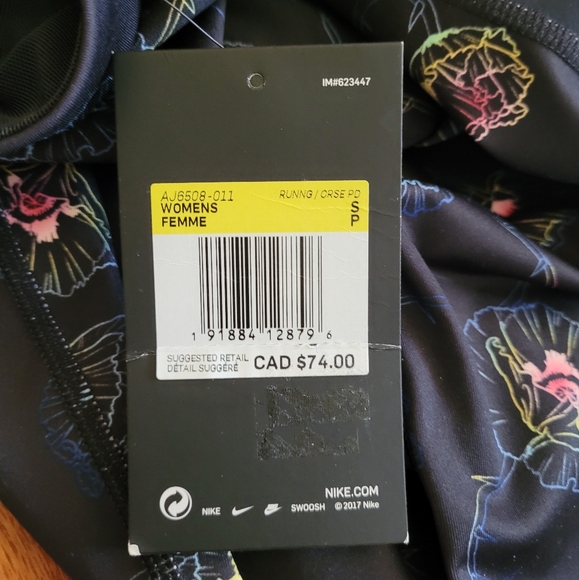 IM#623447
AJ6508-011 RUNNG / CRSE PD
WOMENS S
FEMME P
1 91884 12879 6
SUGGESTED RETAIL
DÉTAIL SUGGÉRÉ CAD $74.00
NIKE.COM
NIKE SWOOSH © 2017 Nike